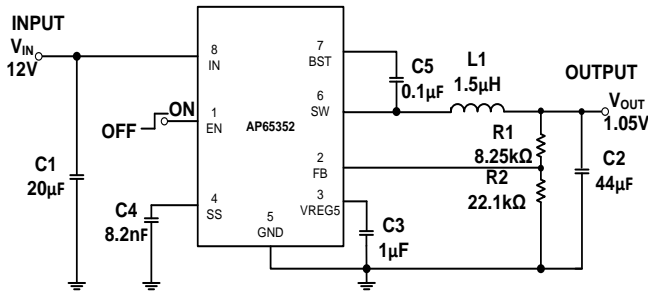 INPUT
VIN
12V
8
IN
7
BST
C5
0.1µF
L1
1.5µH
OUTPUT
VOUT
1.05V
6
SW
ON
OFF
1
EN
AP65352
R1
8.25kΩ
C2
44µF
2
FB
R2
22.1kΩ
C1
20µF
3
VREG5
C4
8.2nF
4
SS
5
GND
C3
1µF